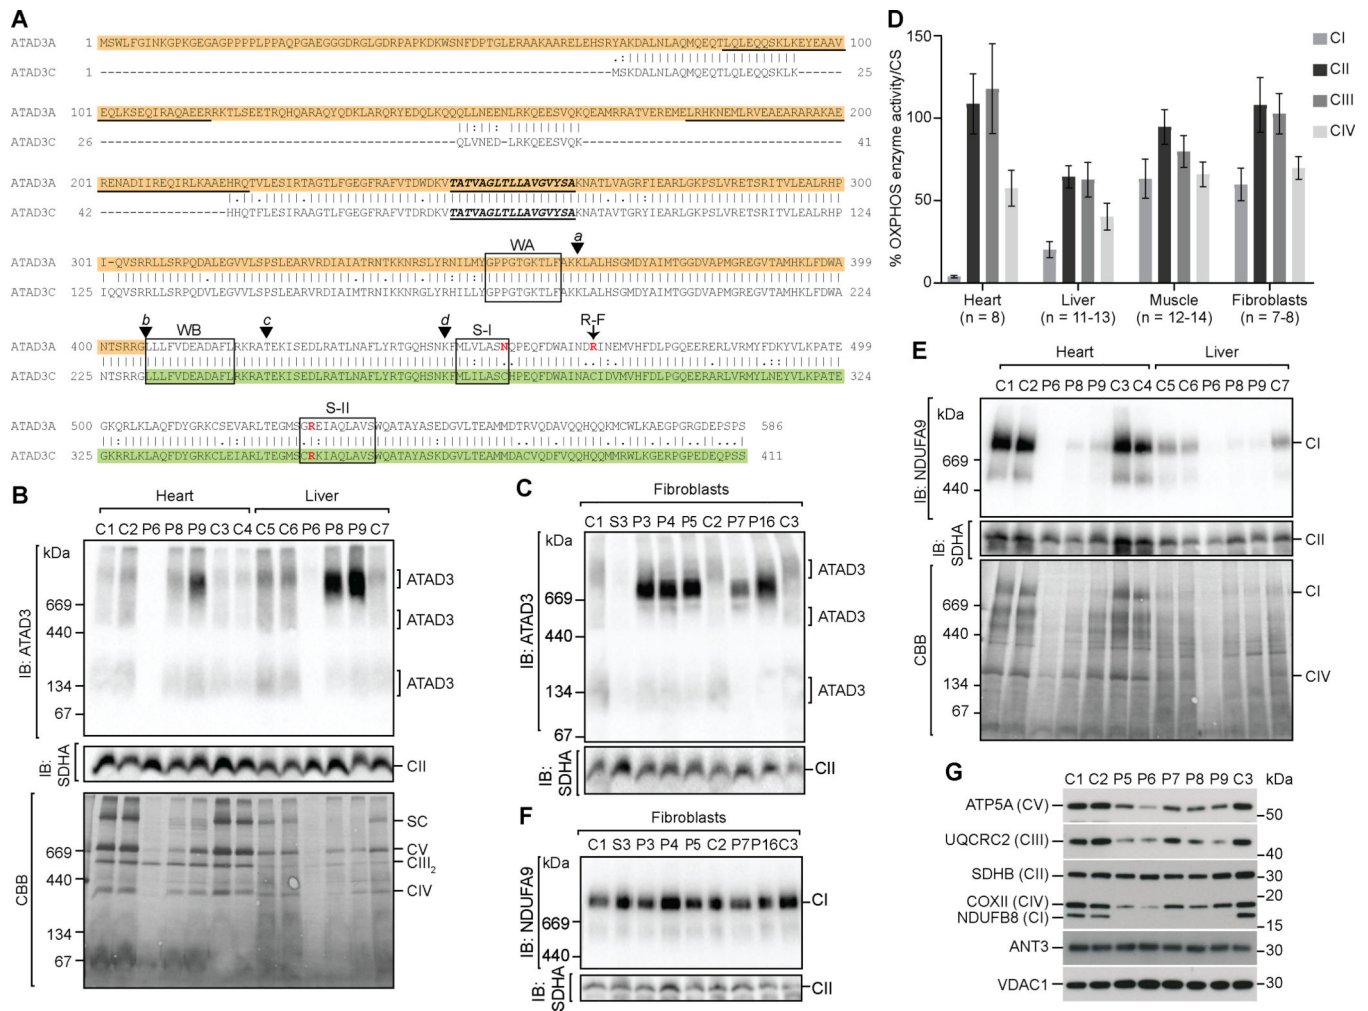 A
ATAD3A 1 MSWLFGINKGPKGEGAGPPPPLPPAQPGAEGGGDRGLGDRPAPKDKWSNFDPTGLERAAKAARELEHSRYAKDALNLAQMQEQTLQLEQQSKLKEYEAAV 100
ATAD3C 1 MSKDALNLAQMQEQTLQLEQQSKLK 25
ATAD3A 101 EQLKSEQIRAQAEERRKTLSEETRQHQARAQYQDKLARQRYEDQLKQQQLLNEENLRKQEESVQKQEAMRRATVEREMELRHKNEMLRVEAEARARAKAE 200
ATAD3C 26 QLVNED-LRKQEESVQK 41
ATAD3A 201 RENADIIREQIRLKAAEHRQTVLESIRTAGTLFGEGFRAFVTDWDKVTATVAGLTLLAVGVYSAKNATLVAGRFIEARLGKPSLVRETSRITVLEALRHP 300
ATAD3C 42 HHQTFLESIRAAGTLFGEGFRAFVTDRDKVTATVAGLTLLAVGVYSAKNATAVTGRYIEARLGKPSLVRETSRITVLEALRHP 124
WA a
ATAD3A 301 I-QVSRRLLSRPQDALEGVVLSPSLEARVRDIAIATRNTKKNRSLYRNILMYGPPGTGKTLFAKKLALHSGMDYAIMTGGDVAPMGREGVTAMHKLFDWA 399
ATAD3C 125 IQQVSRRLLSRPQDVLEGVVLSPSLEARVRDIAIMTRNIKKNRGLYRHILLYGPPGTGKTLFAKKLALHSGMDYAIMTGGDVAPMGREGVTAMHKLFDWA 224
b WB c d S-I R-F
ATAD3A 400 NTSRRGLLLFVDEADAFLRKRATEKISEDLRATLNAFLYRTGQHSNKFMLVLASNQPEQFDWAINDRINEMVHFDLPGQEERERLVRMYFDKYVLKPATE 499
ATAD3C 225 NTSRRGLLLFVDEADAFLRKRATEKISEDLRATLNAFLYRTGQHSNKFMLILASCHPEQFDWAINACIDVMVHFDLPGQEERARLVRMYLNEYVLKPATE 324
S-II
ATAD3A 500 GKQRLKLAQFDYGRKCSEVARLTEGMSGREIAQLAVSWQATAYASEDGVLTEAMMDTRVQDAVQQHQQKMCWLKAEGPGRGDEPSPS 586
ATAD3C 325 GKRRLKLAQFDYGRKCLEIARLTEGMSCRKIAQLAVSWQATAYASKDGVLTEAMMDACVQDFVQQHQQMMRWLKGERPGPEDEQPSS 411
B
Heart Liver
C1 C2 P6 P8 P9 C3 C4 C5 C6 P6 P8 P9 C7
kDa
669
440
134
67
IB: ATAD3
ATAD3
ATAD3
ATAD3
IB: SDHA
CII
CBB
669
440
134
67
SC
CV
CIII2
CIV
C
Fibroblasts
C1 S3 P3 P4 P5 C2 P7 P16 C3
kDa
669
440
134
67
IB: ATAD3
ATAD3
ATAD3
ATAD3
IB: SDHA
CII
D
% OXPHOS enzyme activity/CS
150
100
50
0
Heart (n = 8)
Liver (n = 11-13)
Muscle (n = 12-14)
Fibroblasts (n = 7-8)
CI
CII
CIII
CIV
E
Heart Liver
C1 C2 P6 P8 P9 C3 C4 C5 C6 P6 P8 P9 C7
kDa
669
440
IB: NDUFA9
CI
IB: SDHA
CII
CBB
669
440
134
67
CI
CIV
F
Fibroblasts
C1 S3 P3 P4 P5 C2 P7 P16 C3
kDa
669
440
IB: NDUFA9
CI
IB: SDHA
CII
G
C1 C2 P5 P6 P7 P8 P9 C3 kDa
ATP5A (CV) 50
UQCRC2 (CIII) 40
SDHB (CII) 30
20
COXII (CIV)
NDUFB8 (CI) 15
ANT3 30
VDAC1 30